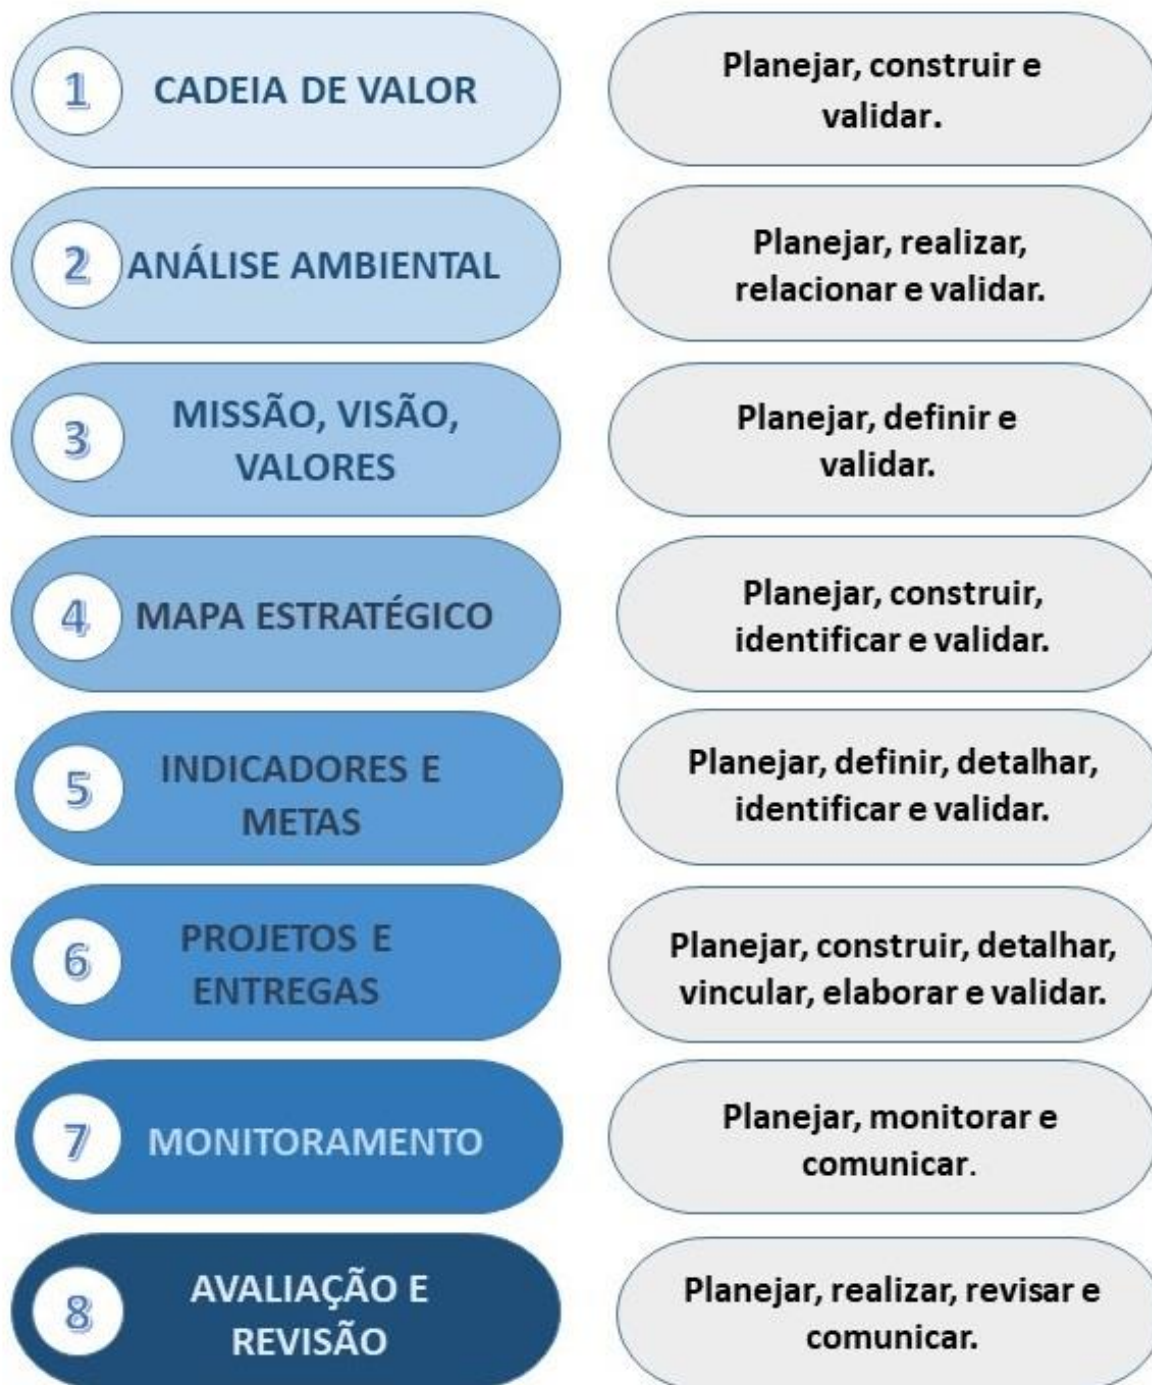 1
CADEIA DE VALOR
Planejar, construir e
validar.
2
ANÁLISE AMBIENTAL
Planejar, realizar,
relacionar e validar.
3
MISSÃO, VISÃO,
VALORES
Planejar, definir e
validar.
4
MAPA ESTRATÉGICO
Planejar, construir,
identificar e validar.
5
INDICADORES E
METAS
Planejar, definir, detalhar,
identificar e validar.
6
PROJETOS E
ENTREGAS
Planejar, construir, detalhar,
vincular, elaborar e validar.
7
MONITORAMENTO
Planejar, monitorar e
comunicar.
8
AVALIAÇÃO E
REVISÃO
Planejar, realizar, revisar e
comunicar.